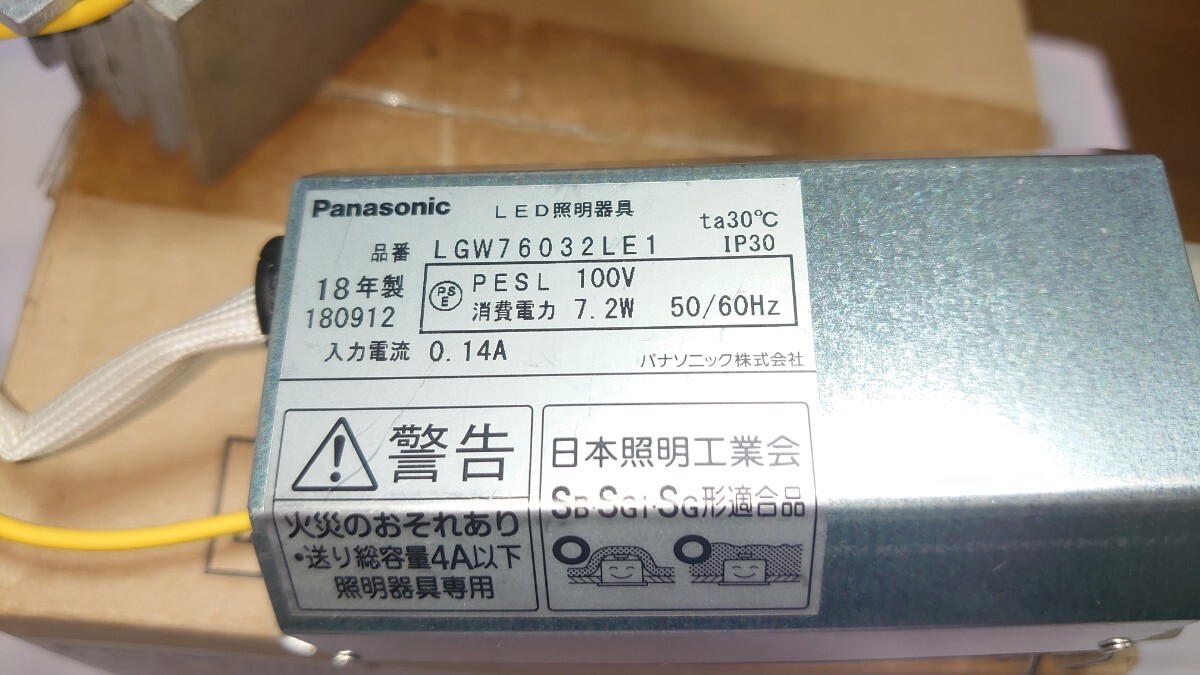 Panasonic LED照明器具
ta30℃
品番 LGW76032LE1 IP30
18年製
180912
PSE PESL 100V
消費電力 7.2W 50/60Hz
入力電流 0.14A パナソニック株式会社
警告
火災のおそれあり
・送り総容量4A以下
照明器具専用
日本照明工業会
SB・SGI・SG形適合品